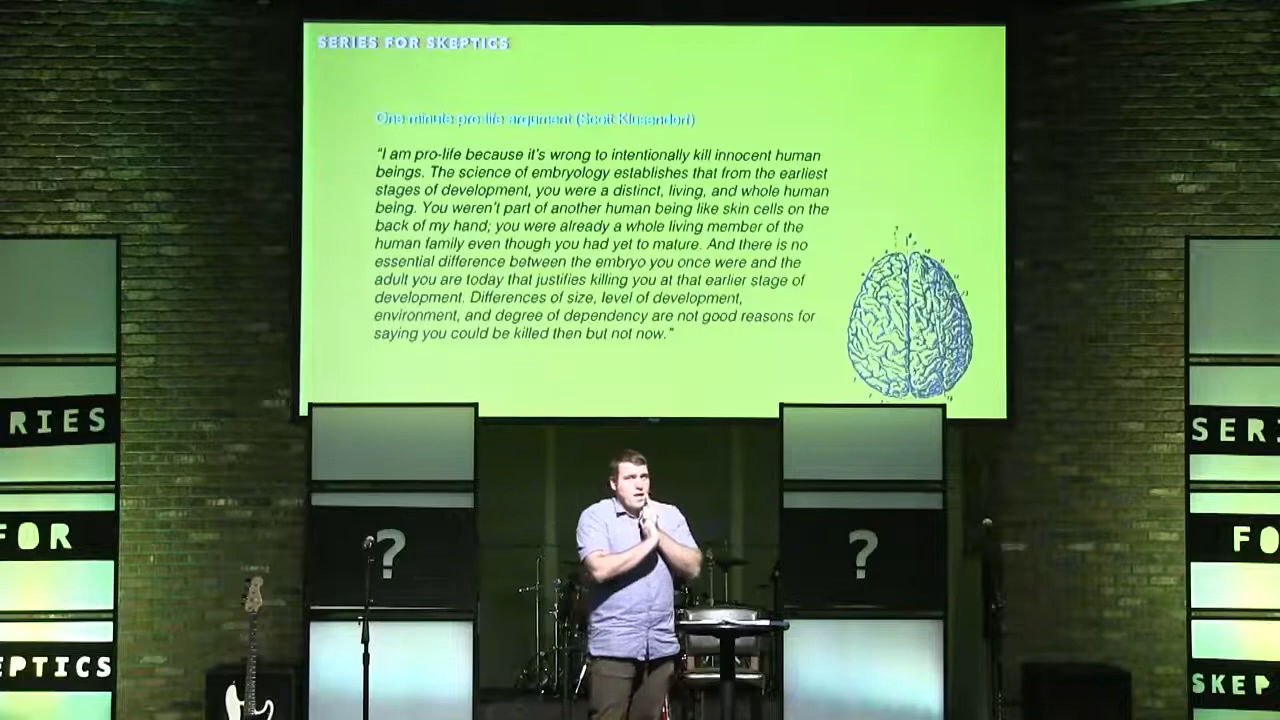 SERIES FOR SKEPTICS
One minute pro-life argument (Scott Klusendorf)
"I am pro-life because it's wrong to intentionally kill innocent human
beings. The science of embryology establishes that from the earliest
stages of development, you were a distinct, living, and whole human
being. You weren't part of another human being like skin cells on the
back of my hand; you were already a whole living member of the
human family even though you had yet to mature. And there is no
essential difference between the embryo you once were and the
adult you are today that justifies killing you at that earlier stage of
development. Differences of size, level of development,
environment, and degree of dependency are not good reasons for
saying you could be killed then but not now."
RIES
FOR
EPTICS
?
?
SERI
FO
SKEP